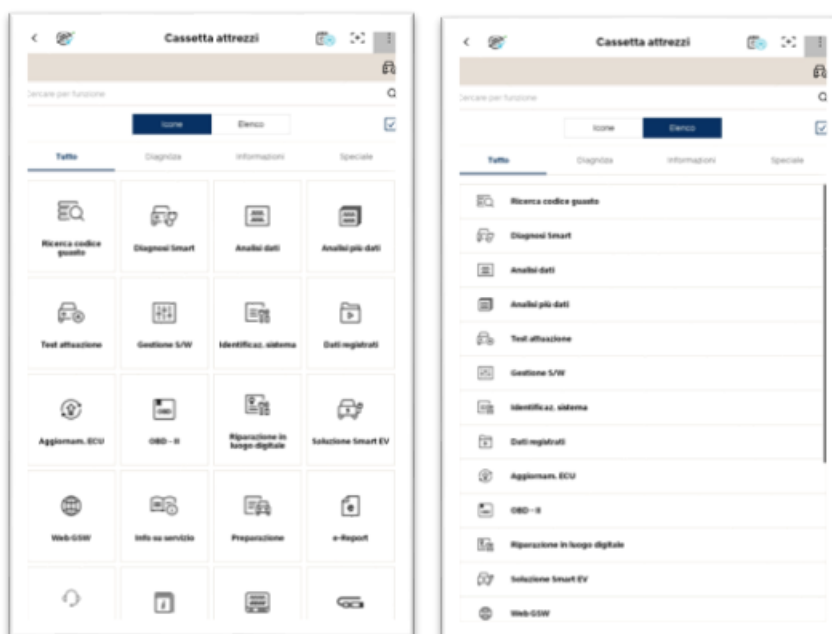 Cassetta attrezzi
Cercare per funzione
Icone Elenco
Tutto Diagnosi Informazioni Speciale
Ricerca codice
guasto
Diagnosi Smart
Analisi dati
Analisi più dati
Test attuazione
Gestione S/W
Identificaz. sistema
Dati registrati
Aggiornam. ECU
OBD
OBD - II
Riparazione in
luogo digitale
Soluzione Smart EV
Web GSW
Info su servizio
Preparazione
e-Report
Cassetta attrezzi
Cercare per funzione
Icone Elenco
Tutto Diagnosi Informazioni Speciale
Ricerca codice guasto
Diagnosi Smart
Analisi dati
Analisi più dati
Test attuazione
Gestione S/W
Identificaz. sistema
Dati registrati
Aggiornam. ECU
OBD - II
Riparazione in luogo digitale
Soluzione Smart EV
Web GSW